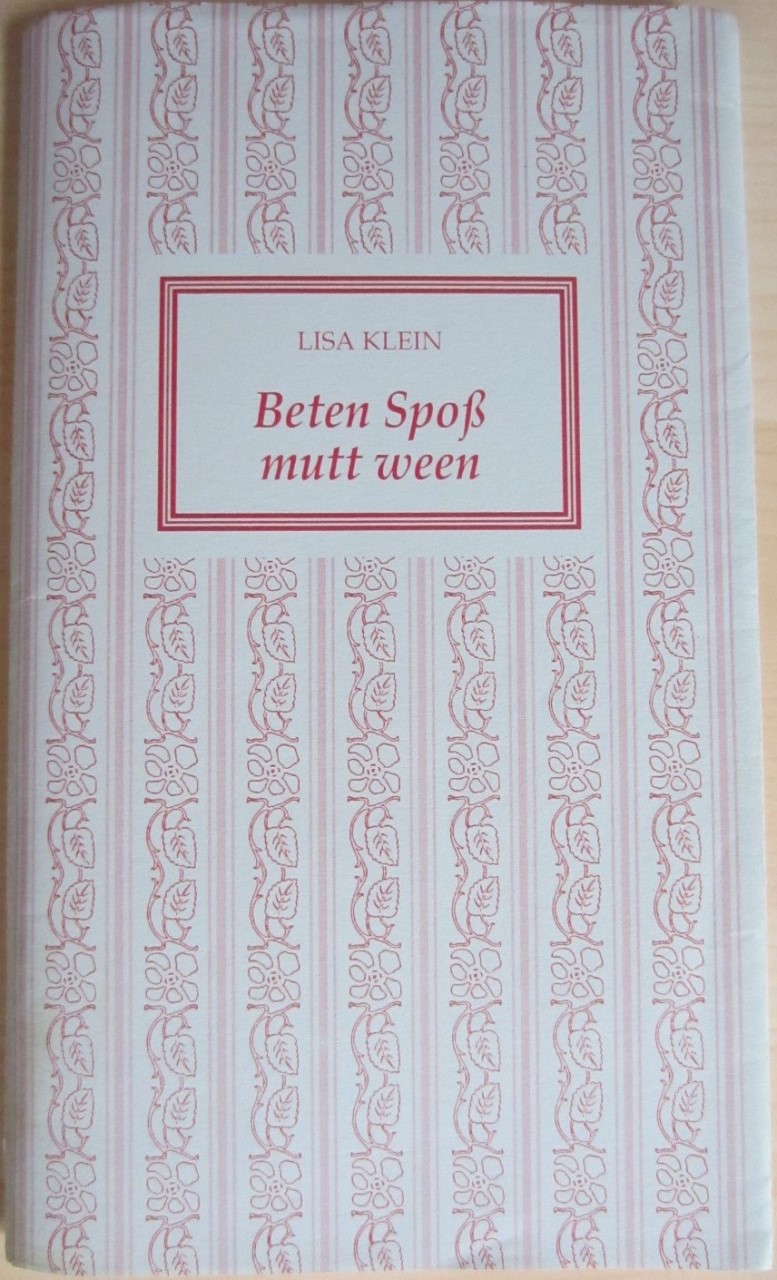 LISA KLEIN
Beten Spoß
mutt ween